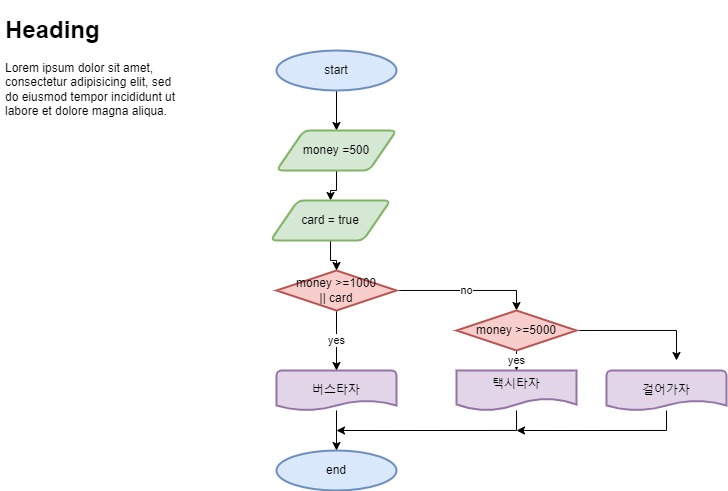 Heading
Lorem ipsum dolor sit amet,
consectetur adipisicing elit, sed
do eiusmod tempor incididunt ut
labore et dolore magna aliqua.
start
money =500
card = true
money >=1000
|| card
no
money >=5000
yes
yes
버스타자
택시타자
걸어가자
end